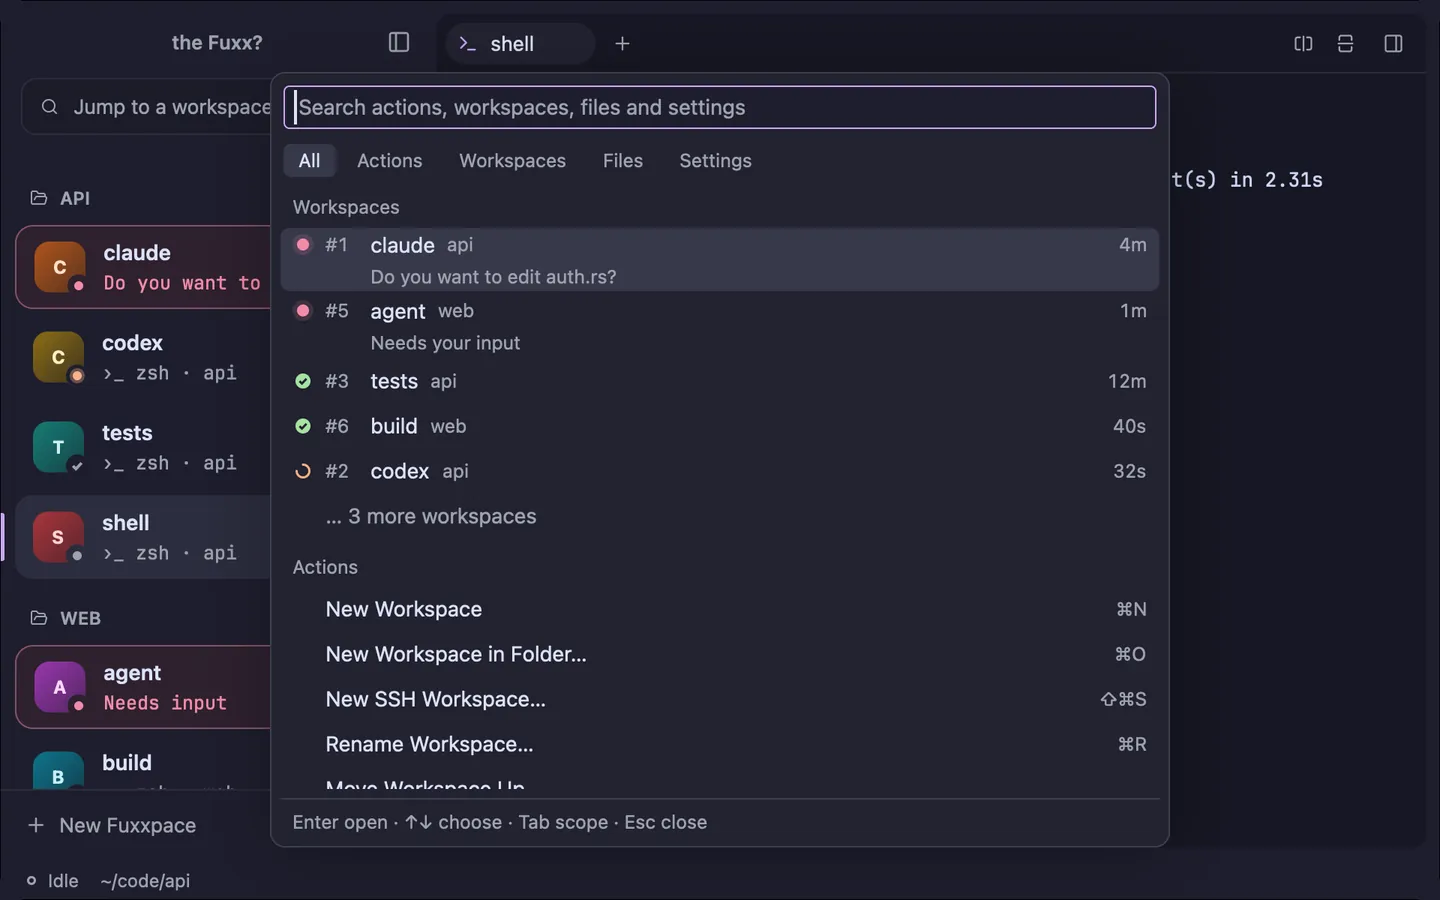 the Fuxx?
shell
Jump to a workspace
Search actions, workspaces, files and settings
All Actions Workspaces Files Settings
t(s) in 2.31s
API
C claude
Do you want to
C codex
›_ zsh · api
T tests
›_ zsh · api
S shell
›_ zsh · api
WEB
A agent
Needs input
B build
New Fuxxpace
Idle ~/code/api
Workspaces
#1 claude api 4m
Do you want to edit auth.rs?
#5 agent web 1m
Needs your input
#3 tests api 12m
#6 build web 40s
#2 codex api 32s
... 3 more workspaces
Actions
New Workspace ⌘N
New Workspace in Folder... ⌘O
New SSH Workspace... ⇧⌘S
Rename Workspace... ⌘R
Move Workspace Up
Enter open · ↑↓ choose · Tab scope · Esc close